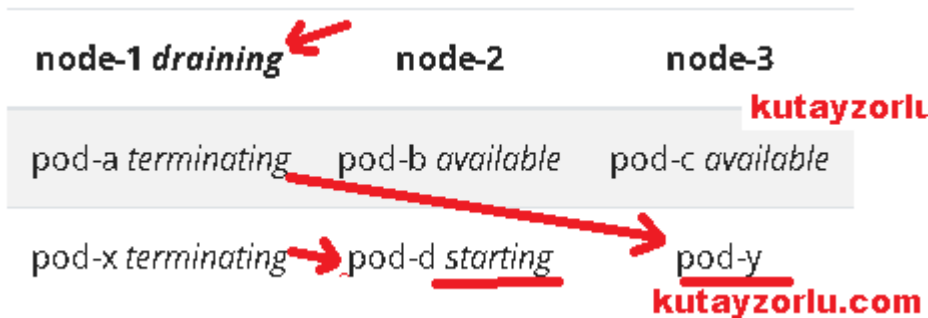 node-1 draining node-2 node-3
kutayzorlu
pod-a terminating pod-b available pod-c available
pod-x terminating pod-d starting pod-y
kutayzorlu.com